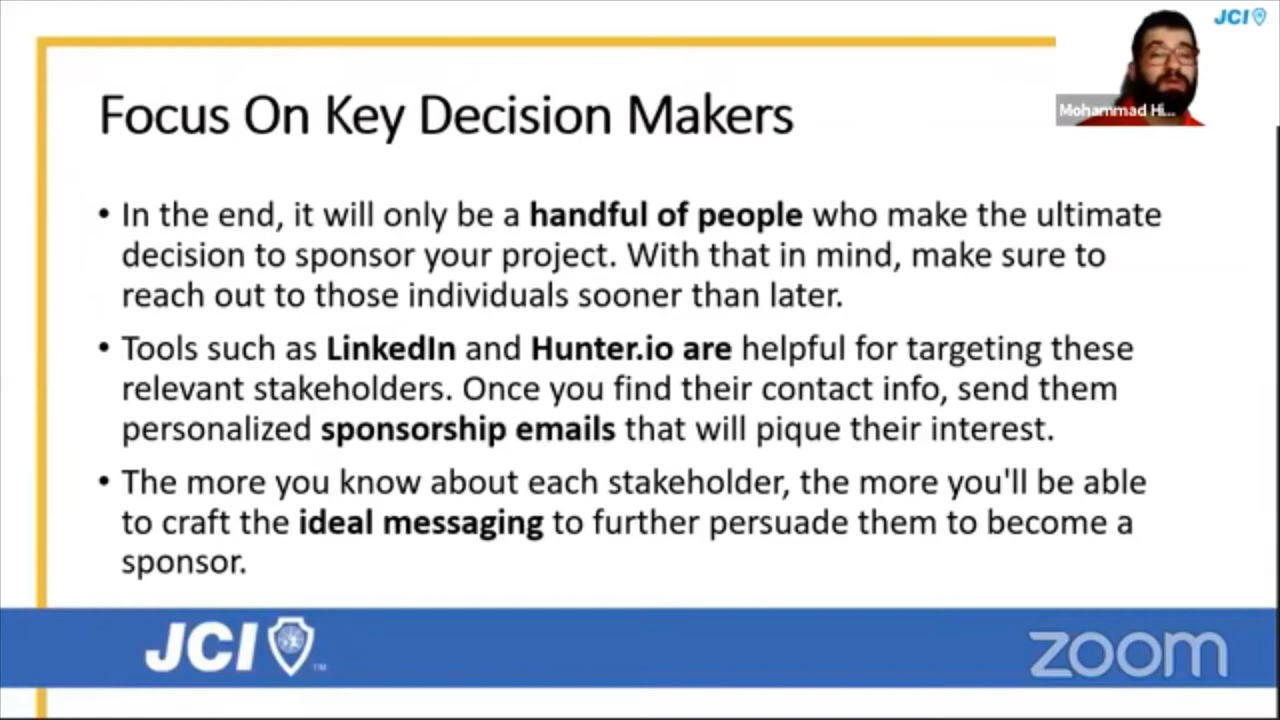 JCI
Mohammad Hi...
Focus On Key Decision Makers
• In the end, it will only be a handful of people who make the ultimate
decision to sponsor your project. With that in mind, make sure to
reach out to those individuals sooner than later.
• Tools such as LinkedIn and Hunter.io are helpful for targeting these
relevant stakeholders. Once you find their contact info, send them
personalized sponsorship emails that will pique their interest.
• The more you know about each stakeholder, the more you'll be able
to craft the ideal messaging to further persuade them to become a
sponsor.
JCI ™
zoom